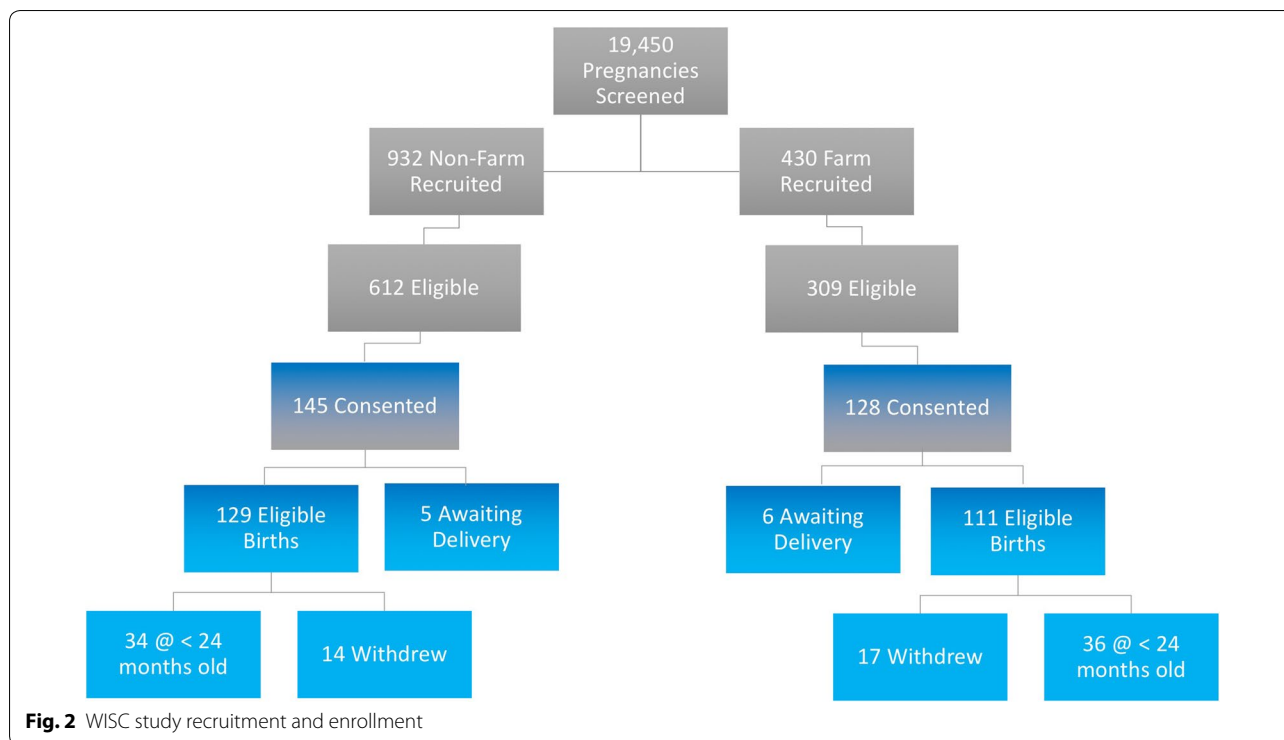 19,450
Pregnancies
Screened
932 Non-Farm
Recruited
430 Farm
Recruited
612 Eligible
309 Eligible
145 Consented
128 Consented
129 Eligible
Births
5 Awaiting
Delivery
6 Awaiting
Delivery
111 Eligible
Births
34 @ < 24
months old
14 Withdrew
17 Withdrew
36 @ < 24
months old
Fig. 2 WISC study recruitment and enrollment